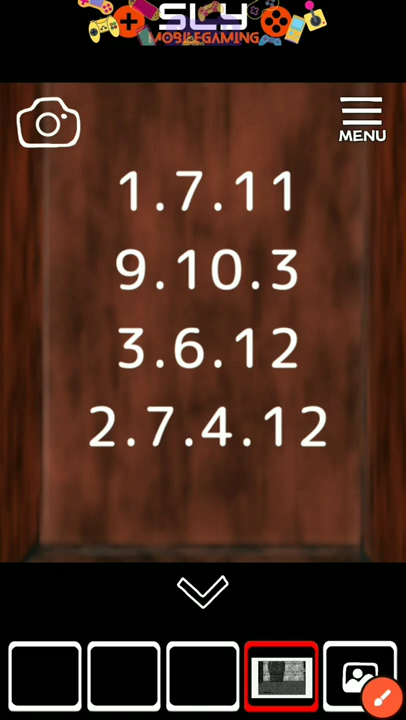 SLY
MOBILEGAMING
MENU
1.7.11
9.10.3
3.6.12
2.7.4.12